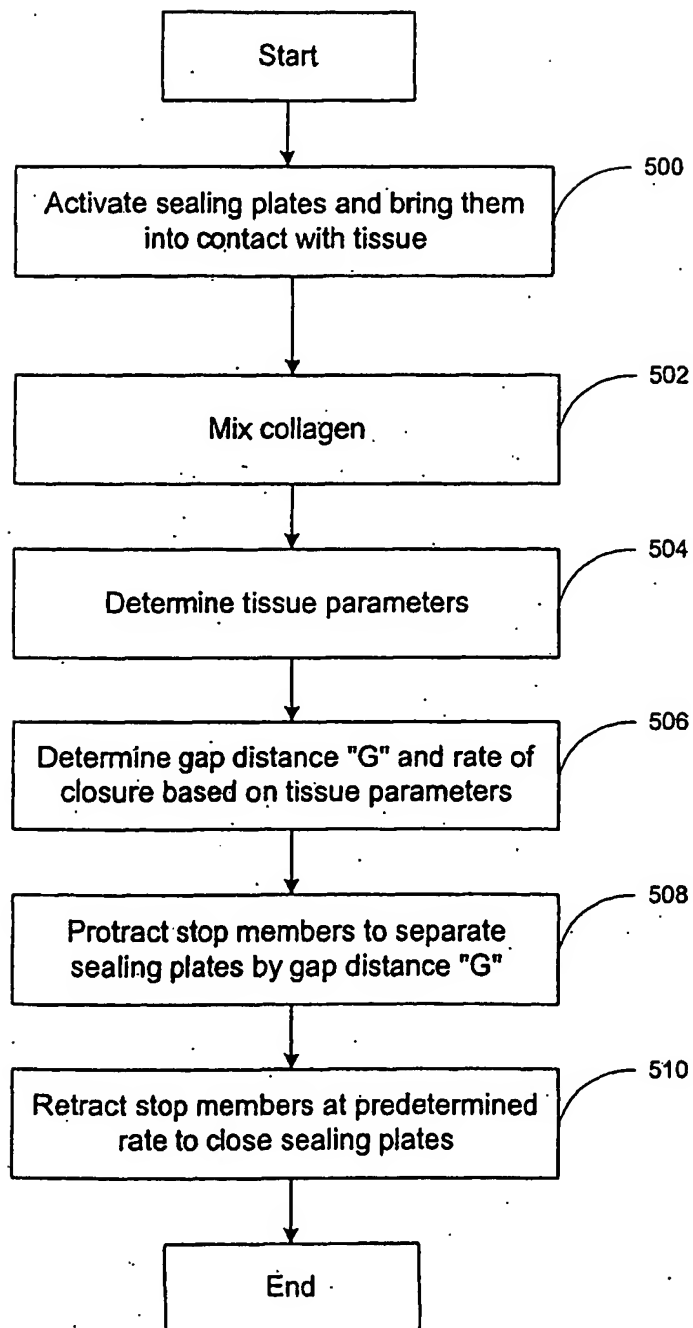 Start
500
Activate sealing plates and bring them
into contact with tissue
502
Mix collagen
504
Determine tissue parameters
506
Determine gap distance "G" and rate of
closure based on tissue parameters
508
Protract stop members to separate
sealing plates by gap distance "G"
510
Retract stop members at predetermined
rate to close sealing plates
End